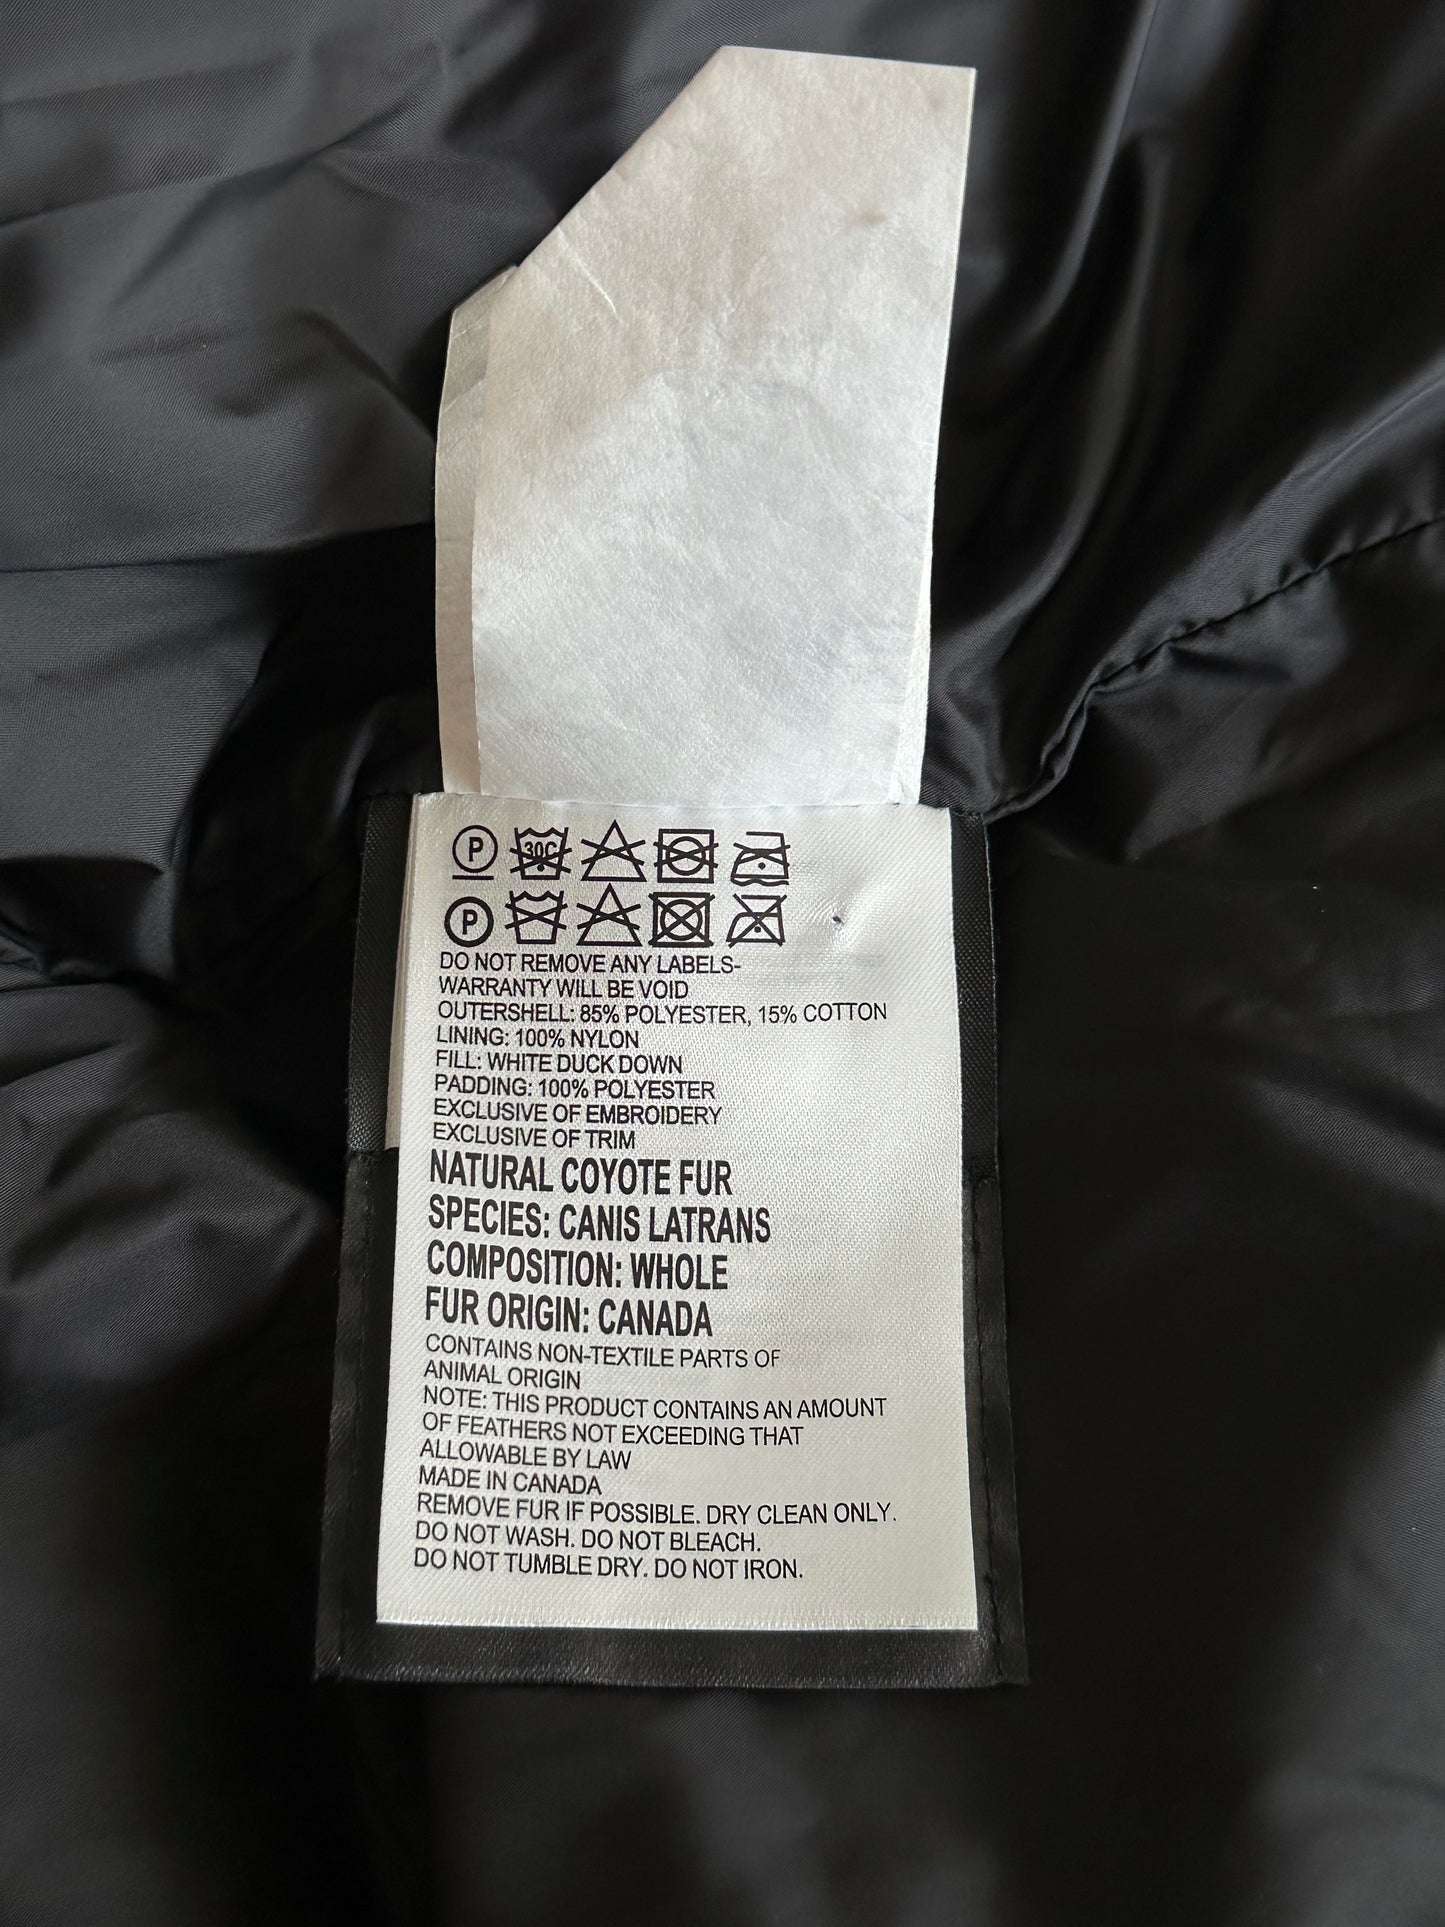 P 30C
P
DO NOT REMOVE ANY LABELS-
WARRANTY WILL BE VOID
OUTERSHELL: 85% POLYESTER, 15% COTTON
LINING: 100% NYLON
FILL: WHITE DUCK DOWN
PADDING: 100% POLYESTER
EXCLUSIVE OF EMBROIDERY
EXCLUSIVE OF TRIM
NATURAL COYOTE FUR
SPECIES: CANIS LATRANS
COMPOSITION: WHOLE
FUR ORIGIN: CANADA
CONTAINS NON-TEXTILE PARTS OF
ANIMAL ORIGIN
NOTE: THIS PRODUCT CONTAINS AN AMOUNT
OF FEATHERS NOT EXCEEDING THAT
ALLOWABLE BY LAW
MADE IN CANADA
REMOVE FUR IF POSSIBLE. DRY CLEAN ONLY.
DO NOT WASH. DO NOT BLEACH.
DO NOT TUMBLE DRY. DO NOT IRON.